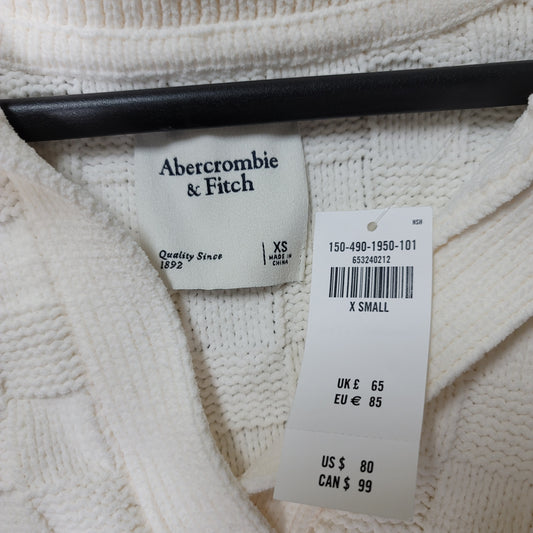 Abercrombie
& Fitch
Quality Since
1892
XS
MADE IN
CHINA
NSH
150-490-1950-101
653240212
X SMALL
UK £ 65
EU € 85
US $ 80
CAN $ 99